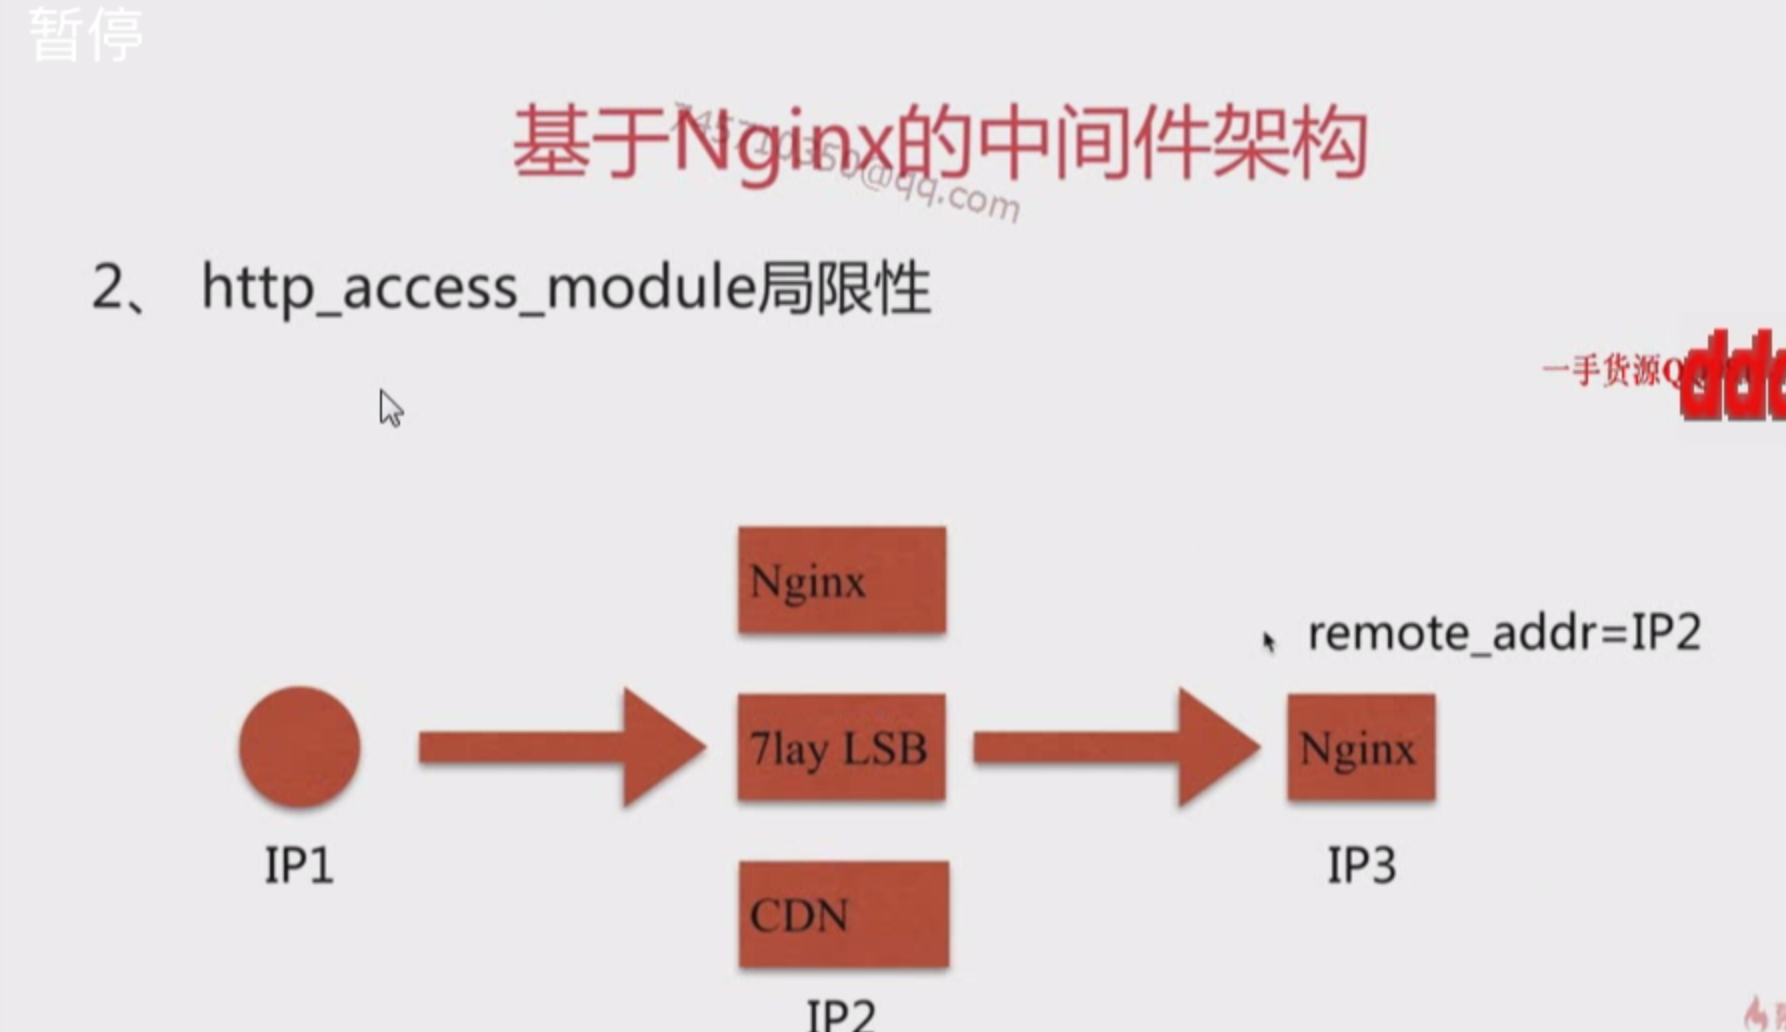 暂停
基于Nginx的中间件架构
745710350@qq.com
2、 http_access_module局限性
一手货源Q
ddc
Nginx
remote_addr=IP2
7lay LSB
Nginx
IP1
IP3
CDN
IP2